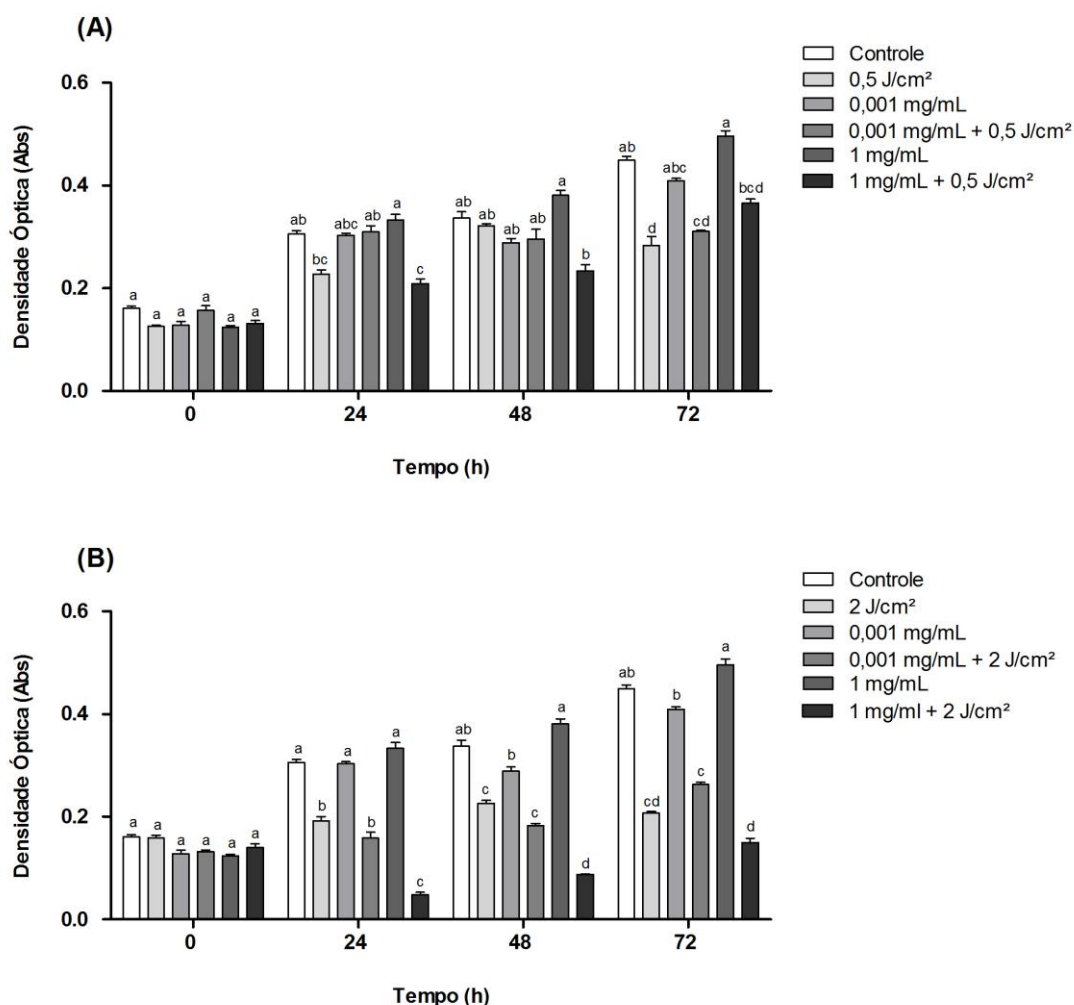 (A)
Densidade Óptica (Abs)
0.6
0.4
0.2
0.0
a a a a a a
ab bc abc ab a c
ab ab ab ab a b
ab d abc cd a bcd
0 24 48 72
Tempo (h)
Controle
0,5 J/cm²
0,001 mg/mL
0,001 mg/mL + 0,5 J/cm²
1 mg/mL
1 mg/mL + 0,5 J/cm²
(B)
Densidade Óptica (Abs)
0.6
0.4
0.2
0.0
a a a a a a
a b a b a c
ab c b c a d
ab cd b c a d
0 24 48 72
Tempo (h)
Controle
2 J/cm²
0,001 mg/mL
0,001 mg/mL + 2 J/cm²
1 mg/mL
1 mg/ml + 2 J/cm²